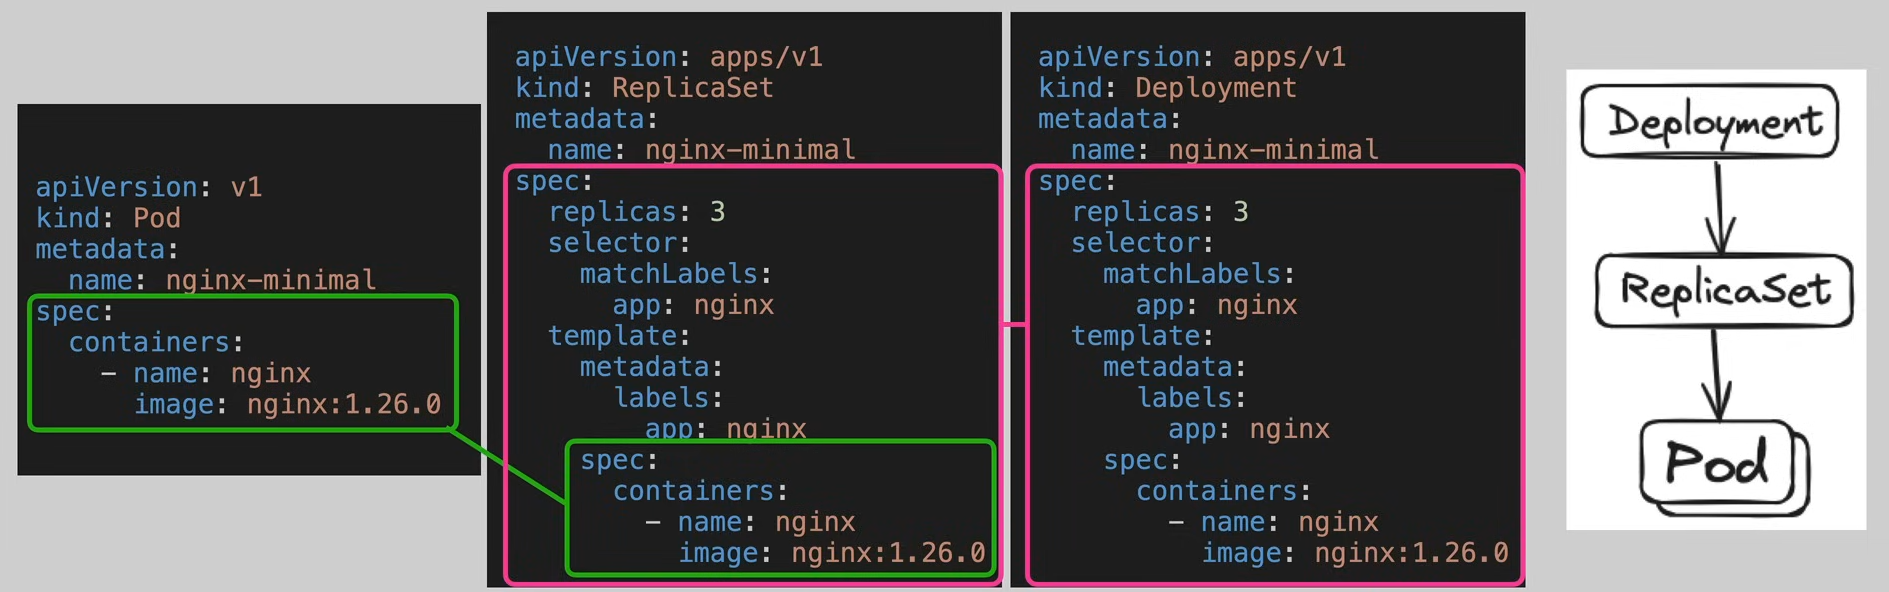 apiVersion: v1
kind: Pod
metadata:
  name: nginx-minimal
spec:
  containers:
    - name: nginx
      image: nginx:1.26.0
apiVersion: apps/v1
kind: ReplicaSet
metadata:
  name: nginx-minimal
spec:
  replicas: 3
  selector:
    matchLabels:
      app: nginx
  template:
    metadata:
      labels:
        app: nginx
    spec:
      containers:
        - name: nginx
          image: nginx:1.26.0
apiVersion: apps/v1
kind: Deployment
metadata:
  name: nginx-minimal
spec:
  replicas: 3
  selector:
    matchLabels:
      app: nginx
  template:
    metadata:
      labels:
        app: nginx
    spec:
      containers:
        - name: nginx
          image: nginx:1.26.0
Deployment
ReplicaSet
Pod